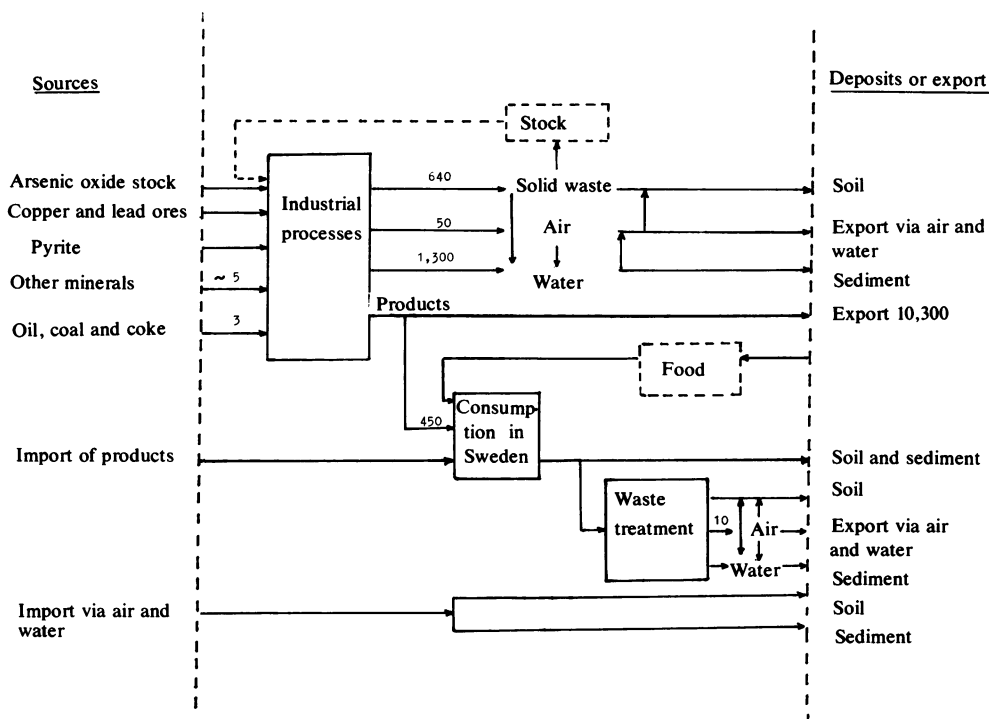 Sources
Deposits or export
Stock
Arsenic oxide stock
640
Solid waste
Soil
Copper and lead ores
Industrial
processes
50
Air
Export via air and
water
Pyrite
1,300
Water
Sediment
Other minerals
~ 5
Products
Export 10,300
Oil, coal and coke
3
Food
450
Consump-
tion in
Sweden
Import of products
Soil and sediment
Soil
Waste
treatment
10
Air
Export via air
and water
Water
Sediment
Import via air and
water
Soil
Sediment